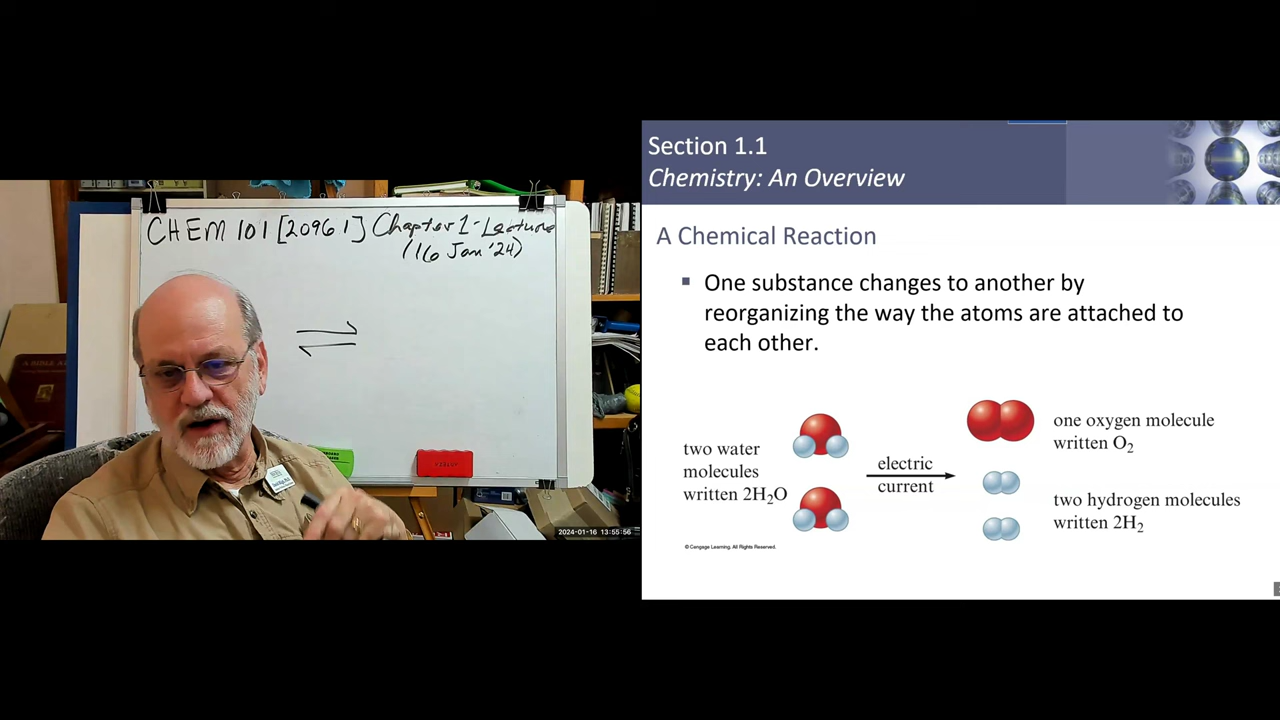 CHEM 101 [20961] Chapter 1 - Lecture
(16 Jan '24)
2024-01-16 13:55:56
Section 1.1
Chemistry: An Overview
A Chemical Reaction
▪ One substance changes to another by
reorganizing the way the atoms are attached to
each other.
two water
molecules
written 2H₂O
electric
current
one oxygen molecule
written O₂
two hydrogen molecules
written 2H₂
© Cengage Learning. All Rights Reserved.